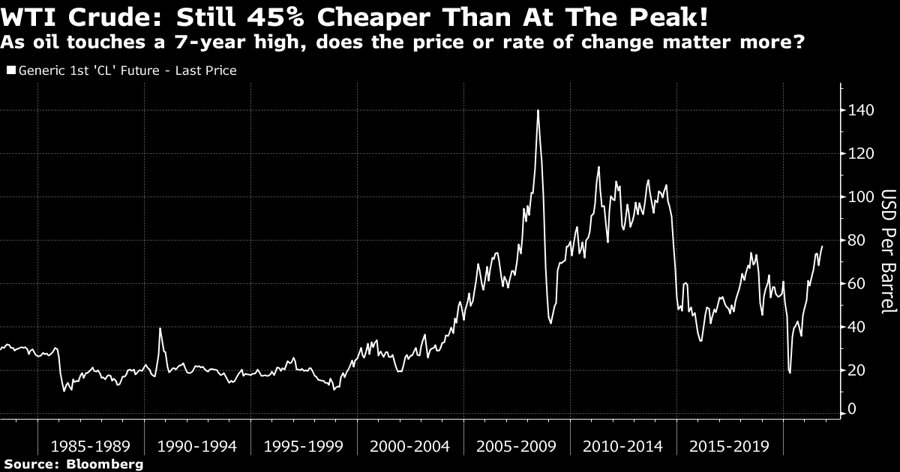 WTI Crude: Still 45% Cheaper Than At The Peak!
As oil touches a 7-year high, does the price or rate of change matter more?
Generic 1st 'CL' Future - Last Price
140
120
100
80
60
40
20
0
USD Per Barrel
1985-1989 1990-1994 1995-1999 2000-2004 2005-2009 2010-2014 2015-2019
Source: Bloomberg